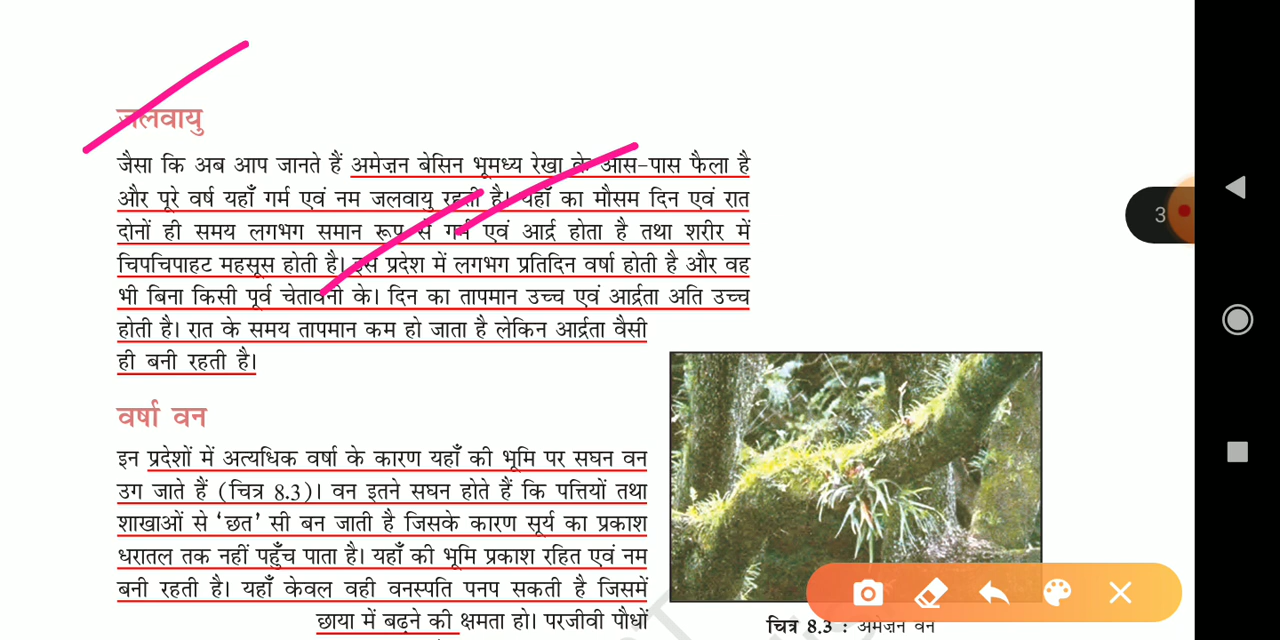 जलवायु
जैसा कि अब आप जानते हैं अमेज़न बेसिन भूमध्य रेखा के आस-पास फैला है
और पूरे वर्ष यहाँ गर्म एवं नम जलवायु रहती है। यहाँ का मौसम दिन एवं रात
दोनों ही समय लगभग समान रूप से गर्म एवं आर्द्र होता है तथा शरीर में
चिपचिपाहट महसूस होती है। इस प्रदेश में लगभग प्रतिदिन वर्षा होती है और वह
भी बिना किसी पूर्व चेतावनी के। दिन का तापमान उच्च एवं आर्द्रता अति उच्च
होती है। रात के समय तापमान कम हो जाता है लेकिन आर्द्रता वैसी
ही बनी रहती है।
वर्षा वन
इन प्रदेशों में अत्यधिक वर्षा के कारण यहाँ की भूमि पर सघन वन
उग जाते हैं (चित्र 8.3)। वन इतने सघन होते हैं कि पत्तियों तथा
शाखाओं से ‘छत’ सी बन जाती है जिसके कारण सूर्य का प्रकाश
धरातल तक नहीं पहुँच पाता है। यहाँ की भूमि प्रकाश रहित एवं नम
बनी रहती है। यहाँ केवल वही वनस्पति पनप सकती है जिसमें
छाया में बढ़ने की क्षमता हो। परजीवी पौधों
चित्र 8.3 : अमेज़न वन
3